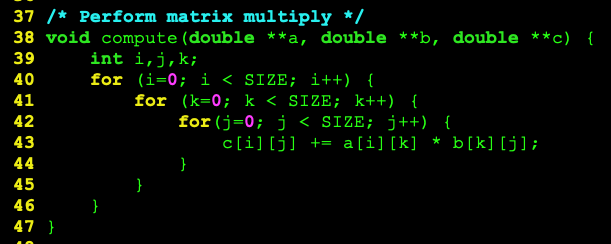 37 /* Perform matrix multiply */
38 void compute(double **a, double **b, double **c) {
39     int i,j,k;
40     for (i=0; i < SIZE; i++) {
41         for (k=0; k < SIZE; k++) {
42             for(j=0; j < SIZE; j++) {
43                 c[i][j] += a[i][k] * b[k][j];
44             }
45         }
46     }
47 }